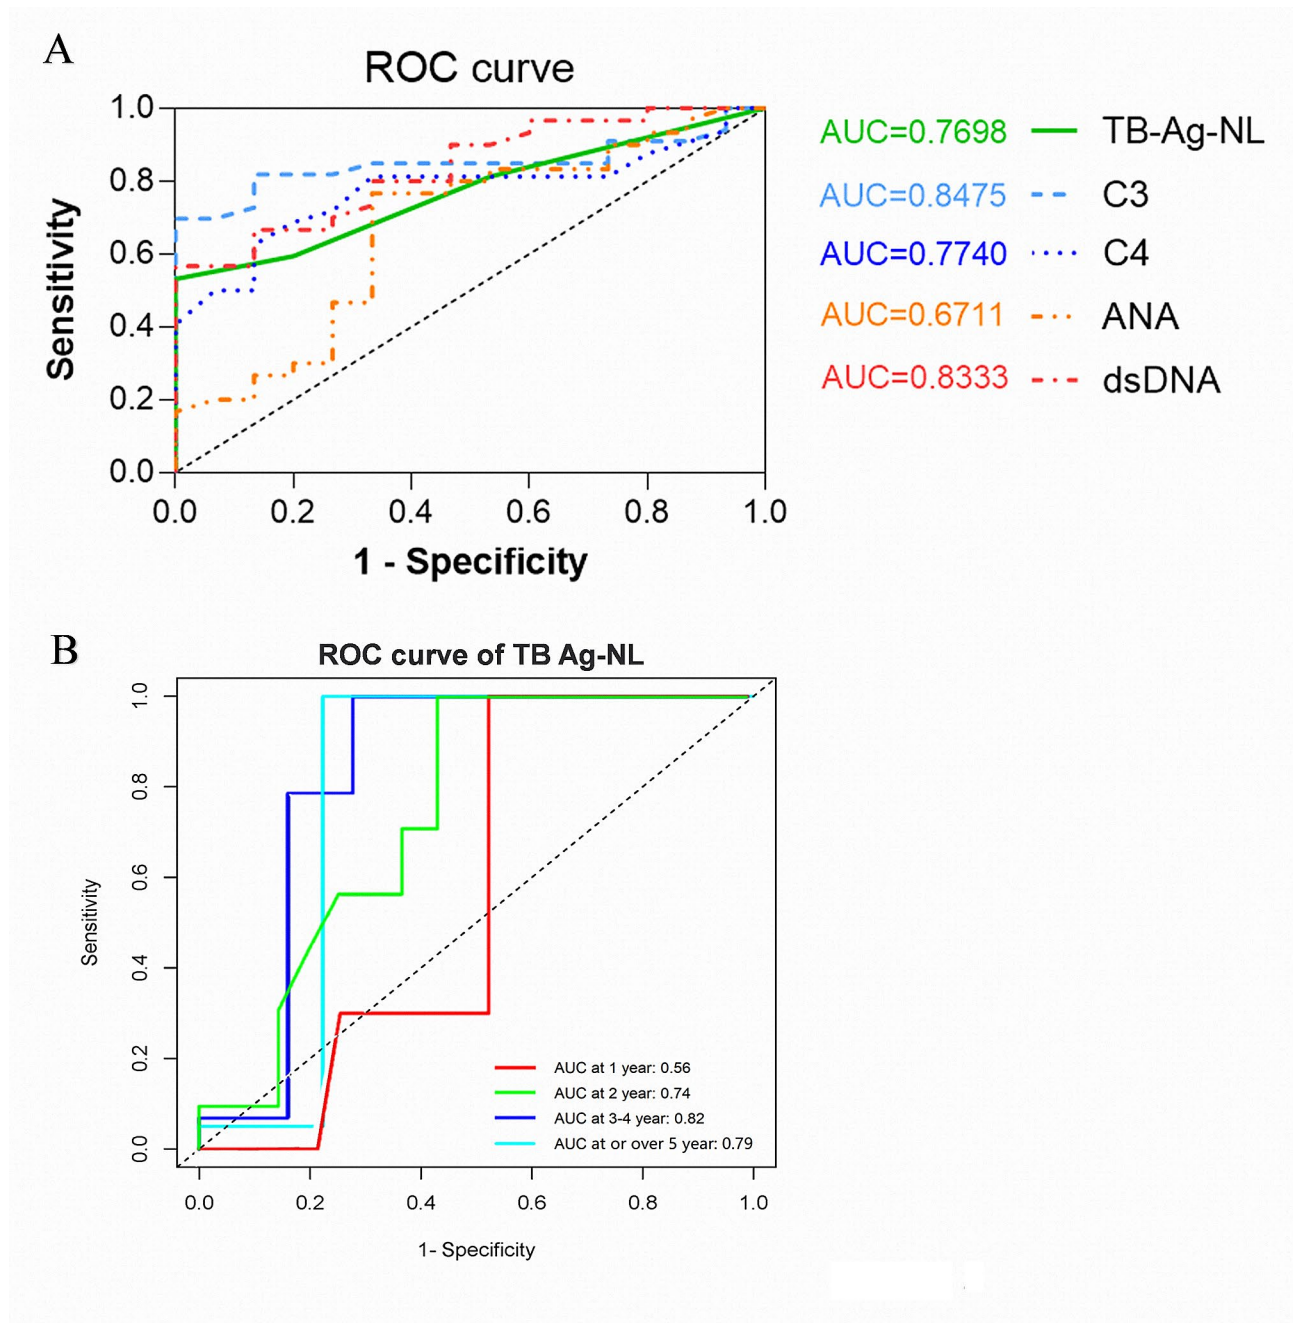 A
ROC curve
1.0
0.8
0.6
0.4
0.2
0.0
Sensitivity
0.0 0.2 0.4 0.6 0.8 1.0
1 - Specificity
AUC=0.7698 TB-Ag-NL
AUC=0.8475 C3
AUC=0.7740 C4
AUC=0.6711 ANA
AUC=0.8333 dsDNA
B
ROC curve of TB Ag-NL
1.0
0.8
0.6
0.4
0.2
0.0
Sensitivity
AUC at 1 year: 0.56
AUC at 2 year: 0.74
AUC at 3-4 year: 0.82
AUC at or over 5 year: 0.79
0.0 0.2 0.4 0.6 0.8 1.0
1- Specificity